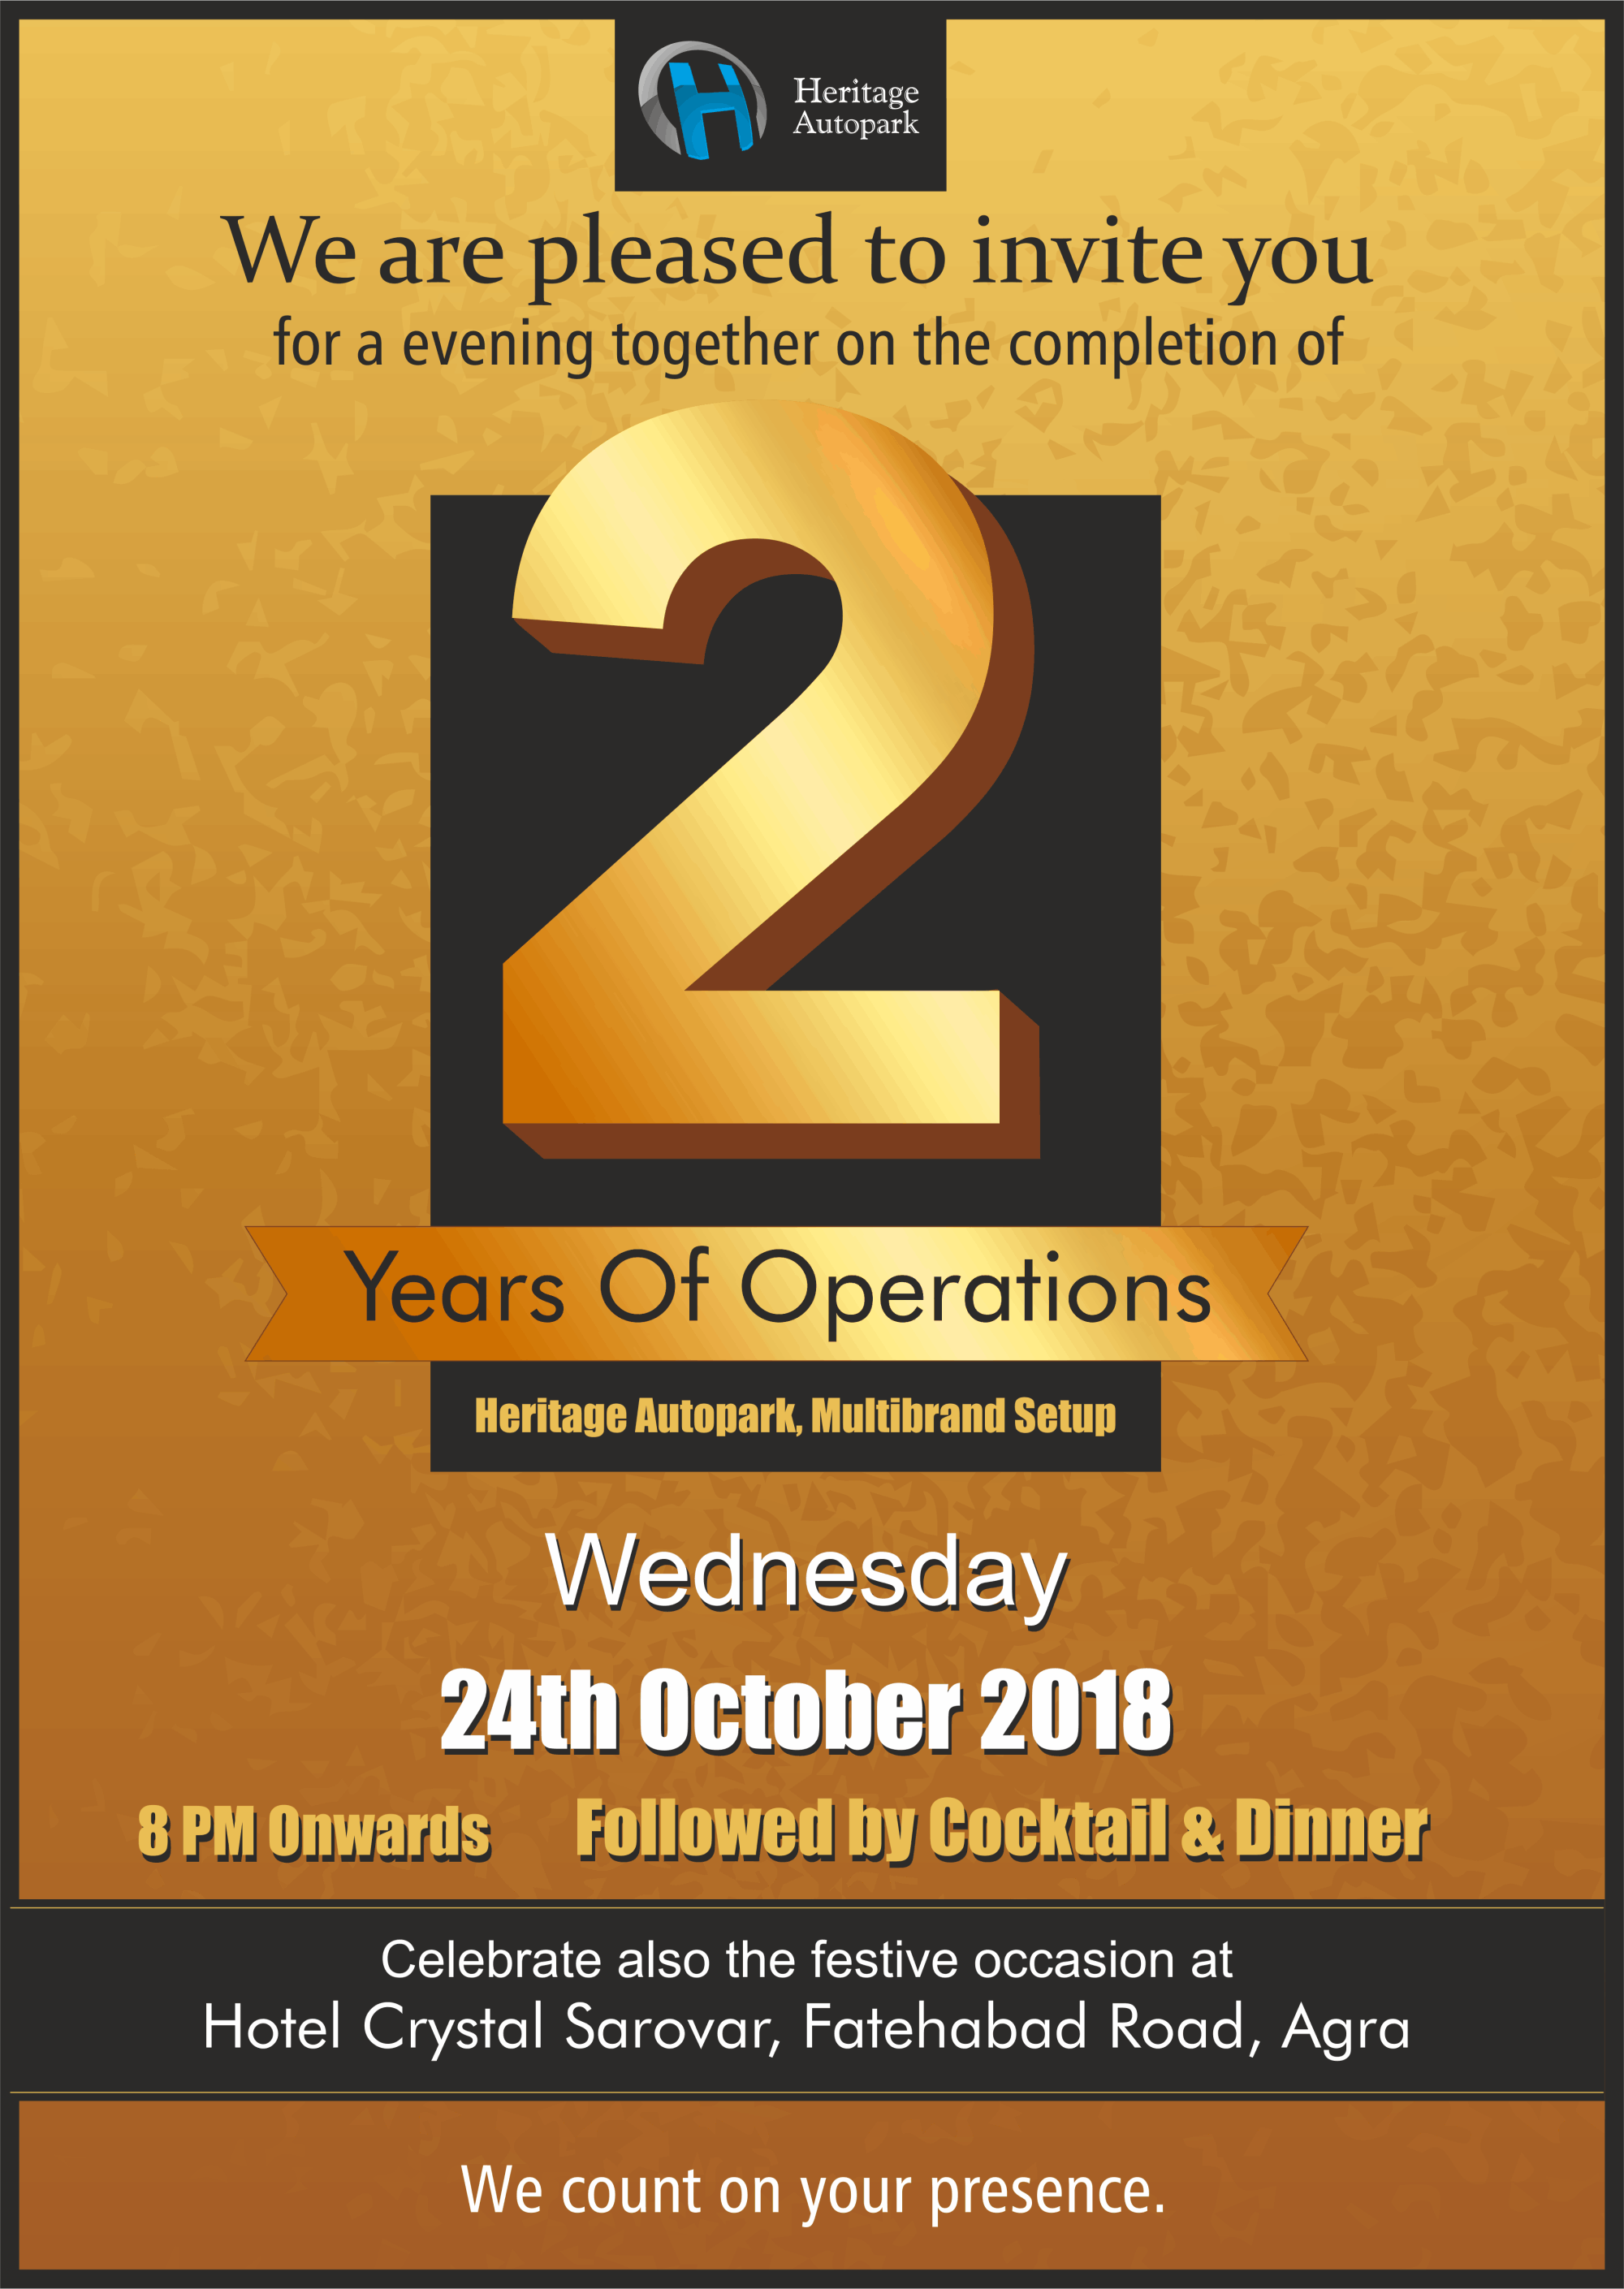 Heritage
Autopark
We are pleased to invite you
for a evening together on the completion of
2
Years Of Operations
Heritage Autopark, Multibrand Setup
Wednesday
24th October 2018
8 PM Onwards Followed by Cocktail & Dinner
Celebrate also the festive occasion at
Hotel Crystal Sarovar, Fatehabad Road, Agra
We count on your presence.